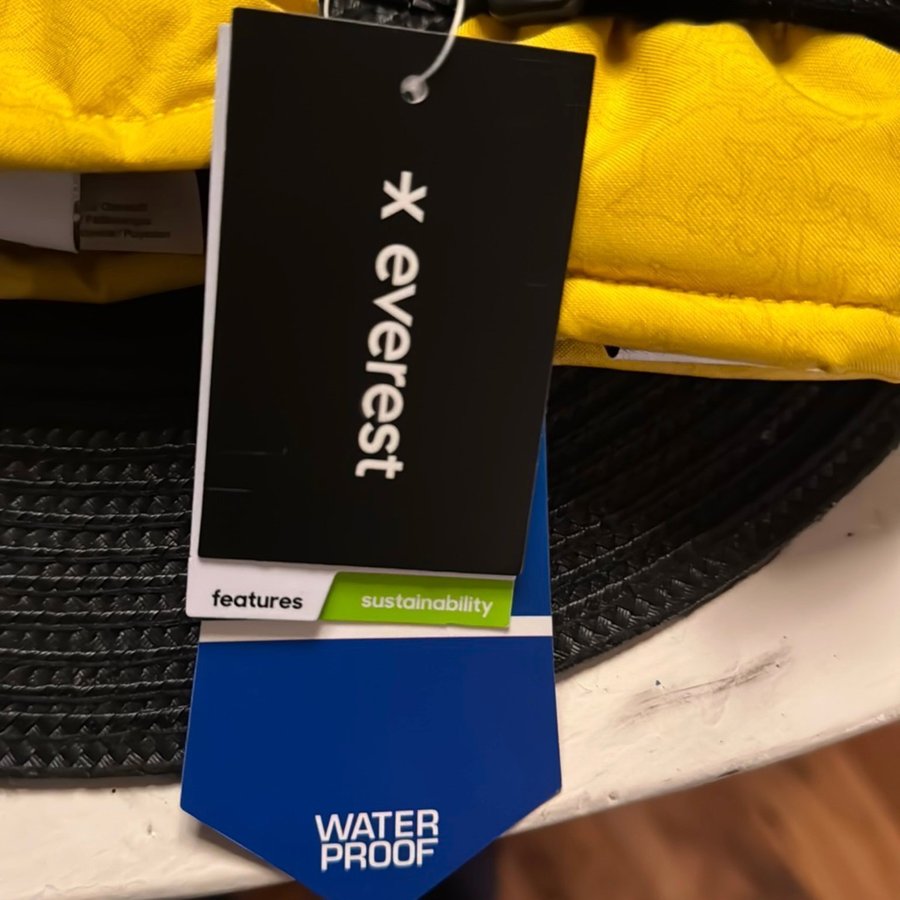 * everest
features
sustainability
WATER
PROOF